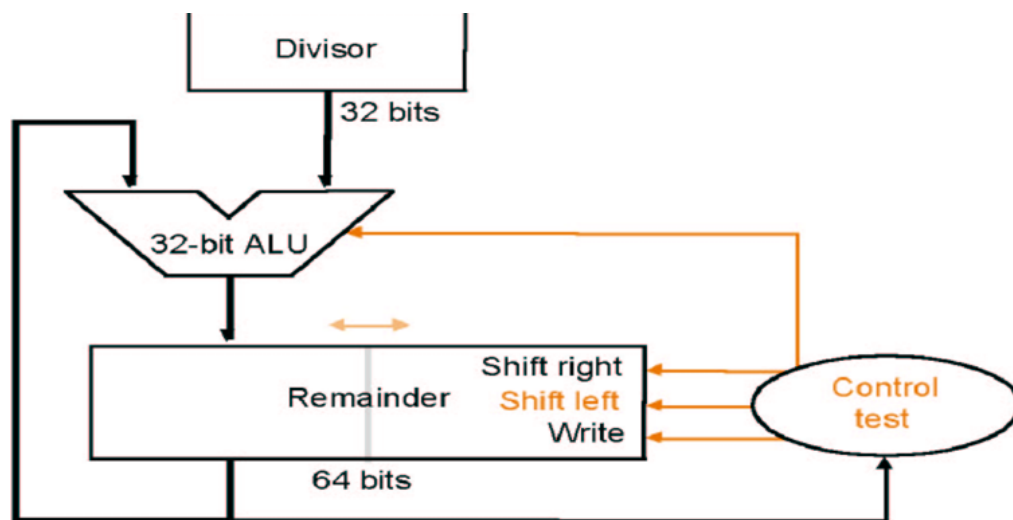 Divisor
32 bits
32-bit ALU
Shift right
Remainder
Shift left
Write
Control
test
64 bits